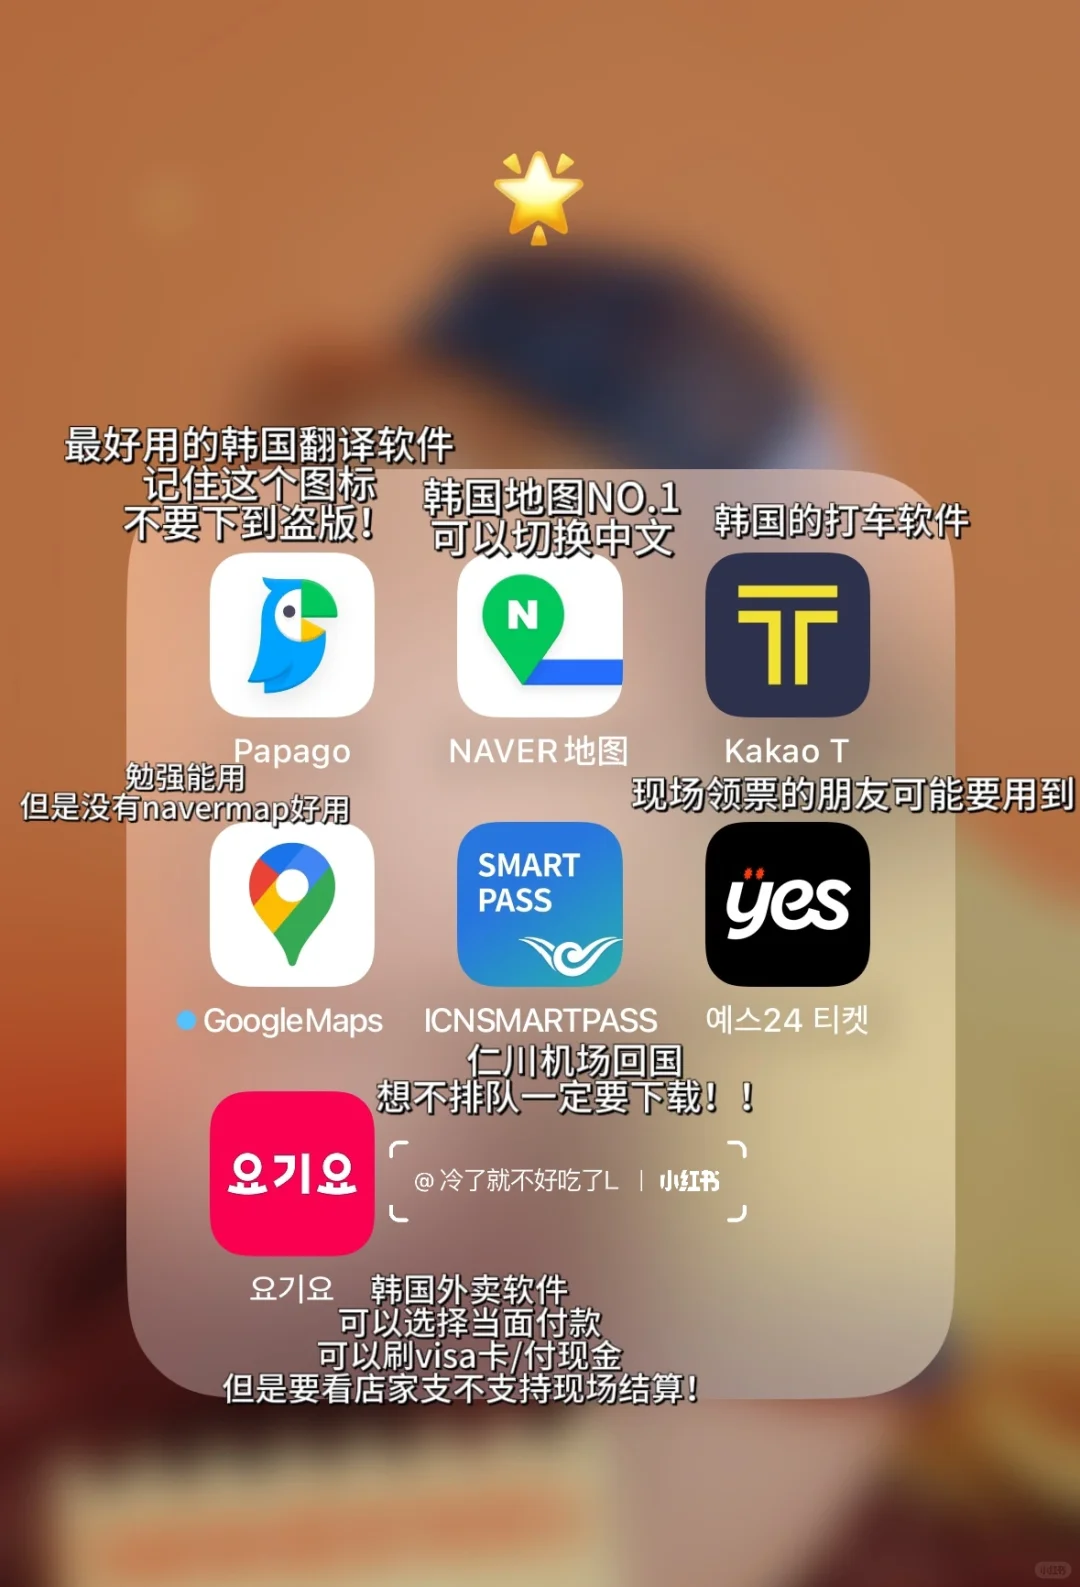 最好用的韩国翻译软件
记住这个图标
不要下到盗版！
韩国地图NO.1
可以切换中文
韩国的打车软件
N
Papago
NAVER 地图
Kakao T
勉强能用
但是没有navermap好用
现场领票的朋友可能要用到
SMART
PASS
yes
GoogleMaps
ICNSMARTPASS
예스24 티켓
仁川机场回国
想不排队一定要下载！！
요기요
@冷了就不好吃了L | 小红书
요기요
韩国外卖软件
可以选择当面付款
可以刷visa卡/付现金
但是要看店家支不支持现场结算！
小红书